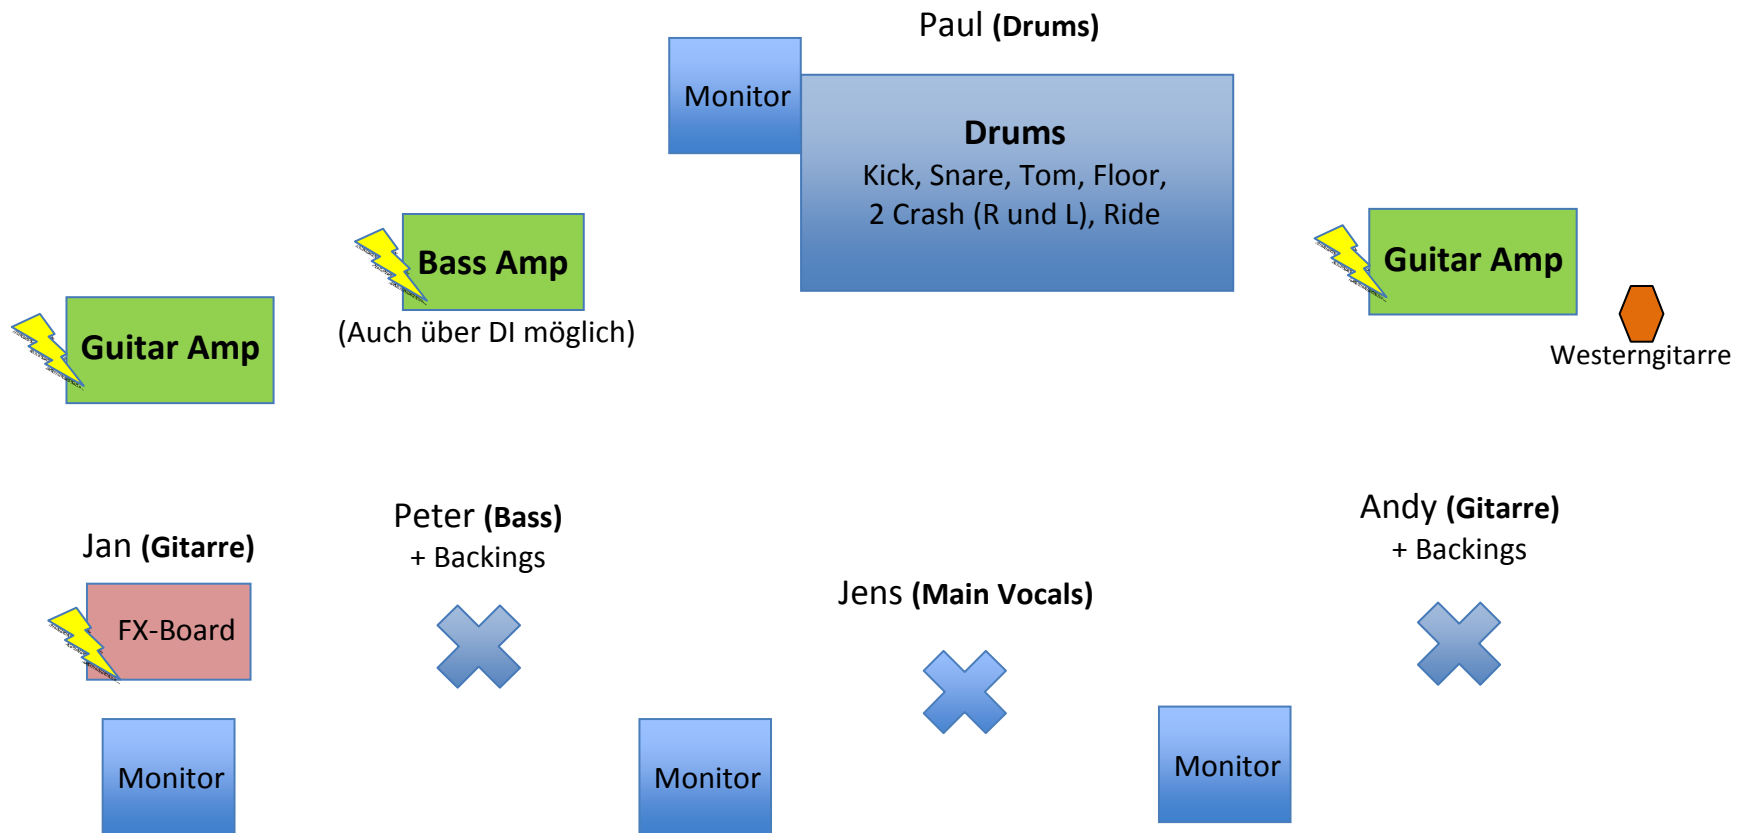 Paul (Drums)
Monitor
Drums
Kick, Snare, Tom, Floor,
2 Crash (R und L), Ride
Bass Amp
(Auch über DI möglich)
Guitar Amp
Westerngitarre
Guitar Amp
Jan (Gitarre)
FX-Board
Peter (Bass)
+ Backings
Jens (Main Vocals)
Andy (Gitarre)
+ Backings
Monitor
Monitor
Monitor